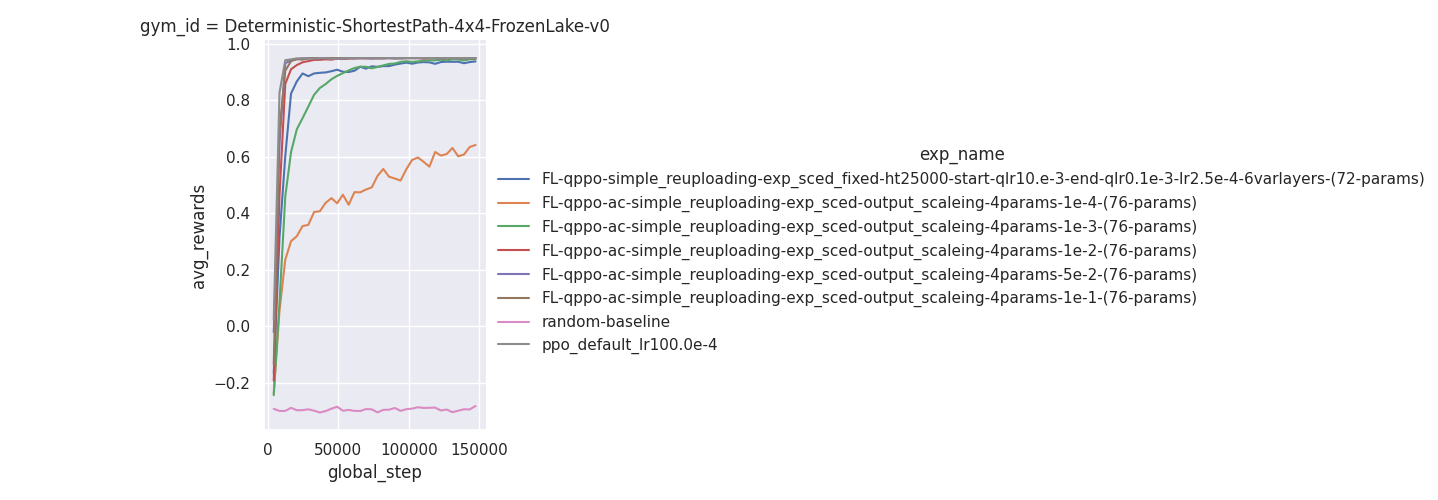 gym_id = Deterministic-ShortestPath-4x4-FrozenLake-v0
1.0
0.8
0.6
0.4
0.2
0.0
−0.2
avg_rewards
0
50000
100000
150000
global_step
exp_name
FL-qppo-simple_reuploading-exp_sced_fixed-ht25000-start-qlr10.e-3-end-qlr0.1e-3-lr2.5e-4-6varlayers-(72-params)
FL-qppo-ac-simple_reuploading-exp_sced-output_scaleing-4params-1e-4-(76-params)
FL-qppo-ac-simple_reuploading-exp_sced-output_scaleing-4params-1e-3-(76-params)
FL-qppo-ac-simple_reuploading-exp_sced-output_scaleing-4params-1e-2-(76-params)
FL-qppo-ac-simple_reuploading-exp_sced-output_scaleing-4params-5e-2-(76-params)
FL-qppo-ac-simple_reuploading-exp_sced-output_scaleing-4params-1e-1-(76-params)
random-baseline
ppo_default_lr100.0e-4